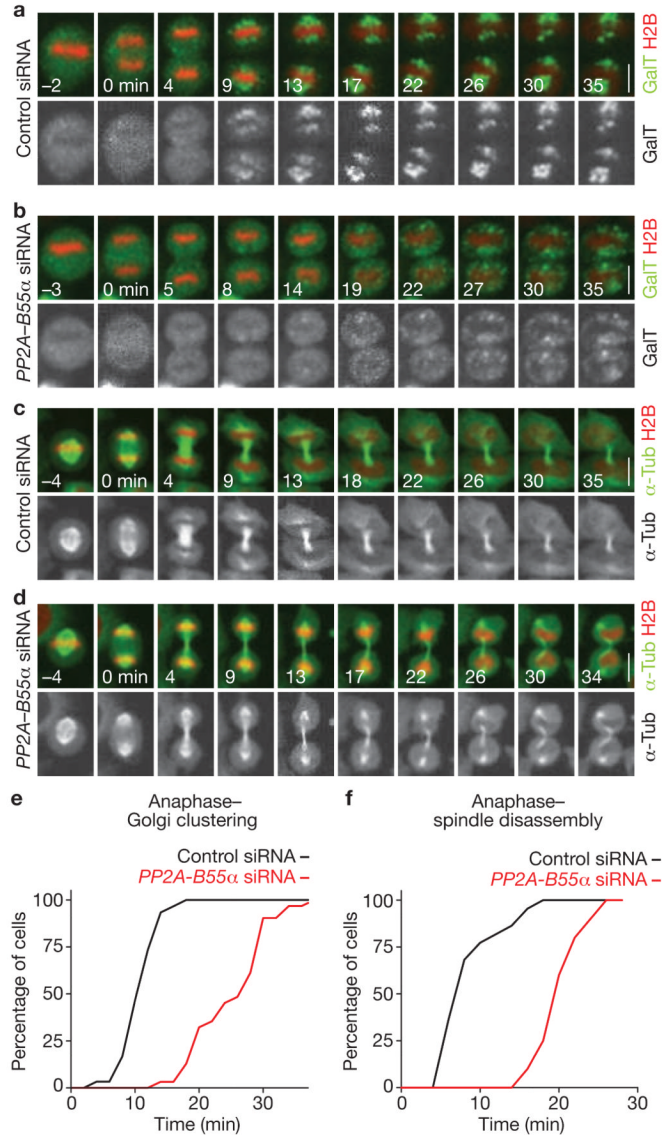 a
Control siRNA
–2
0 min
4
9
13
17
22
26
30
35
GalT H2B
GalT
b
PP2A–B55α siRNA
–3
0 min
5
8
14
19
22
27
30
35
GalT H2B
GalT
c
Control siRNA
–4
0 min
4
9
13
18
22
26
30
35
α-Tub H2B
α-Tub
d
PP2A–B55α siRNA
–4
0 min
4
9
13
17
22
26
30
34
α-Tub H2B
α-Tub
e
Anaphase–
Golgi clustering
Control siRNA –
PP2A-B55α siRNA –
Percentage of cells
100
75
50
25
0
0 10 20 30
Time (min)
f
Anaphase–
spindle disassembly
Control siRNA –
PP2A-B55α siRNA –
Percentage of cells
100
75
50
25
0
0 10 20 30
Time (min)